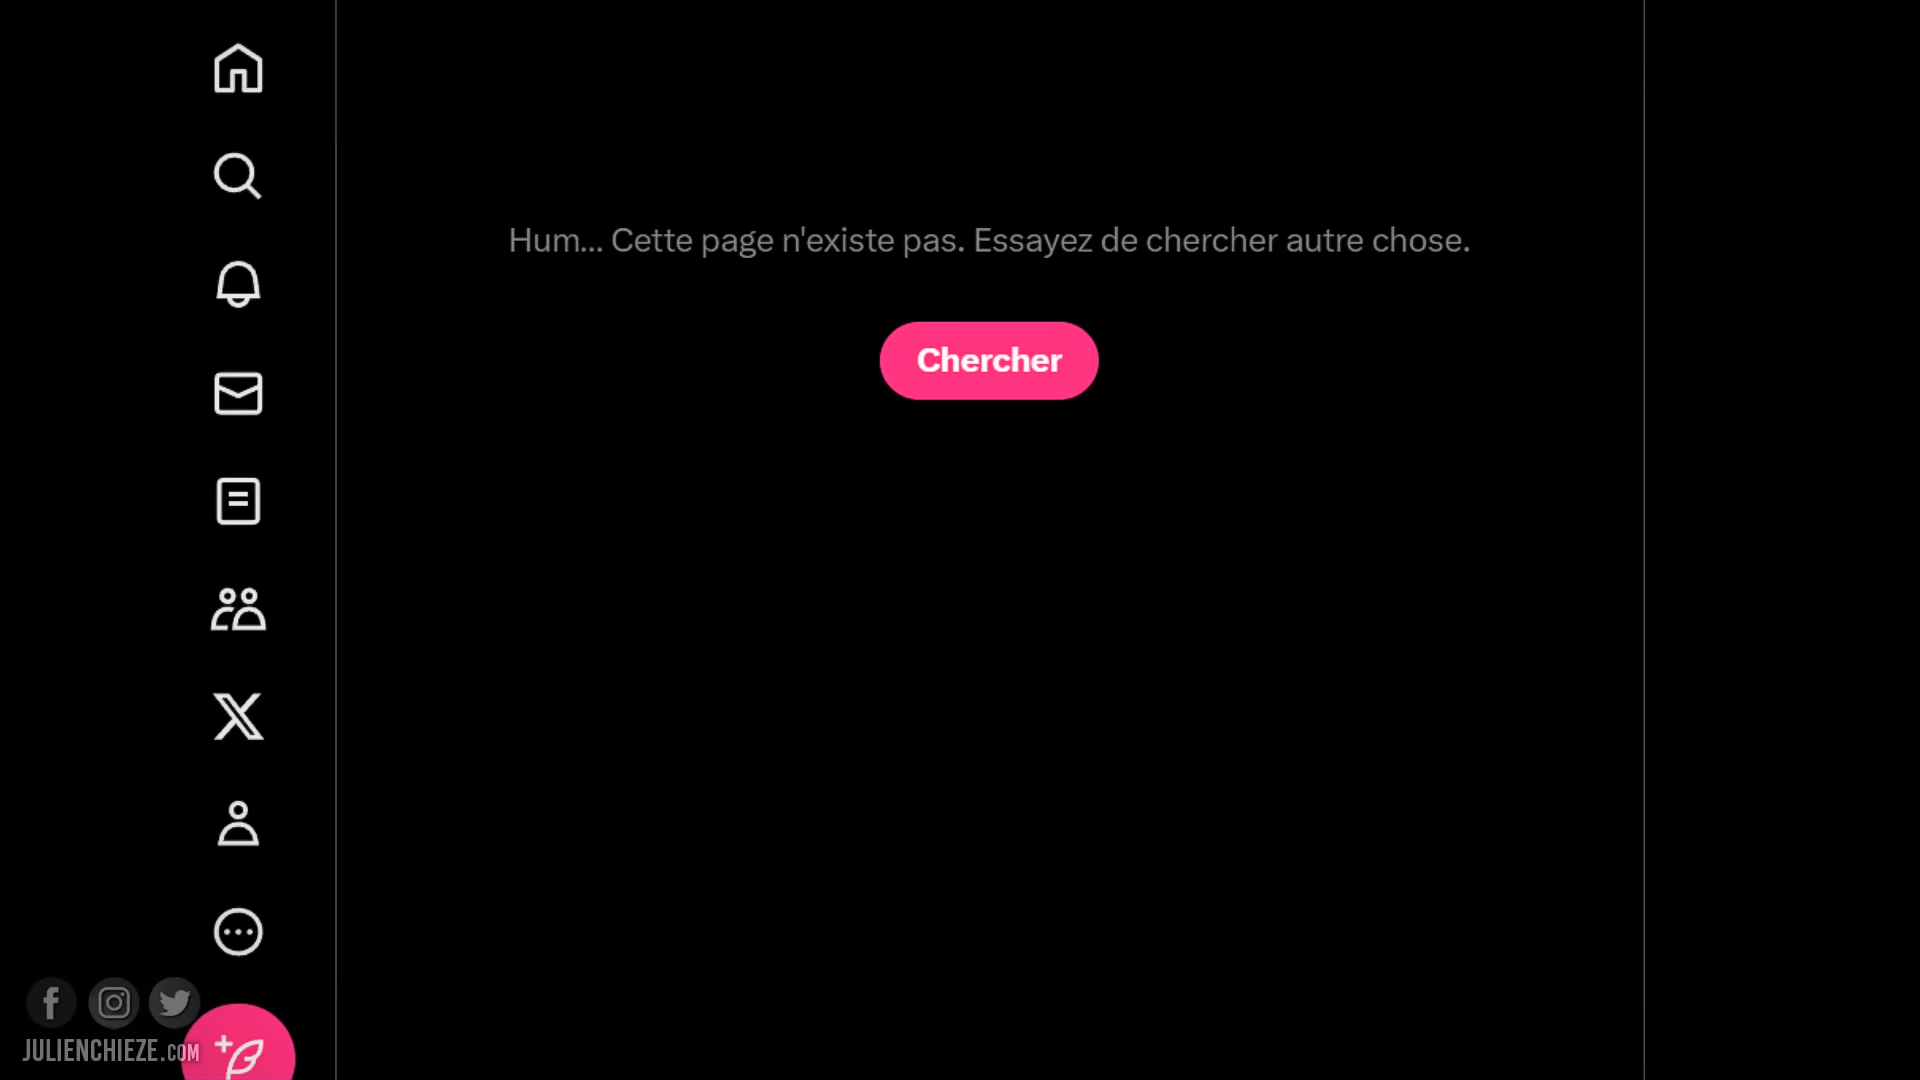 Hum... Cette page n'existe pas. Essayez de chercher autre chose.
Chercher
JULIENCHIEZE.COM